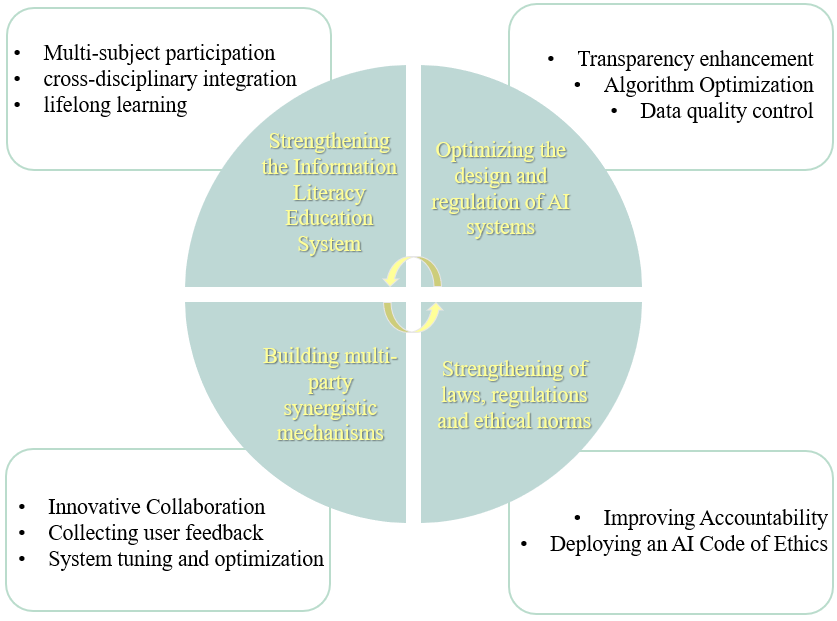 • Multi-subject participation
• cross-disciplinary integration
• lifelong learning
• Transparency enhancement
• Algorithm Optimization
• Data quality control
Strengthening
the Information
Literacy
Education
System
Optimizing the
design and
regulation of AI
systems
Building multi-
party
synergistic
mechanisms
Strengthening of
laws, regulations
and ethical norms
• Innovative Collaboration
• Collecting user feedback
• System tuning and optimization
• Improving Accountability
• Deploying an AI Code of Ethics